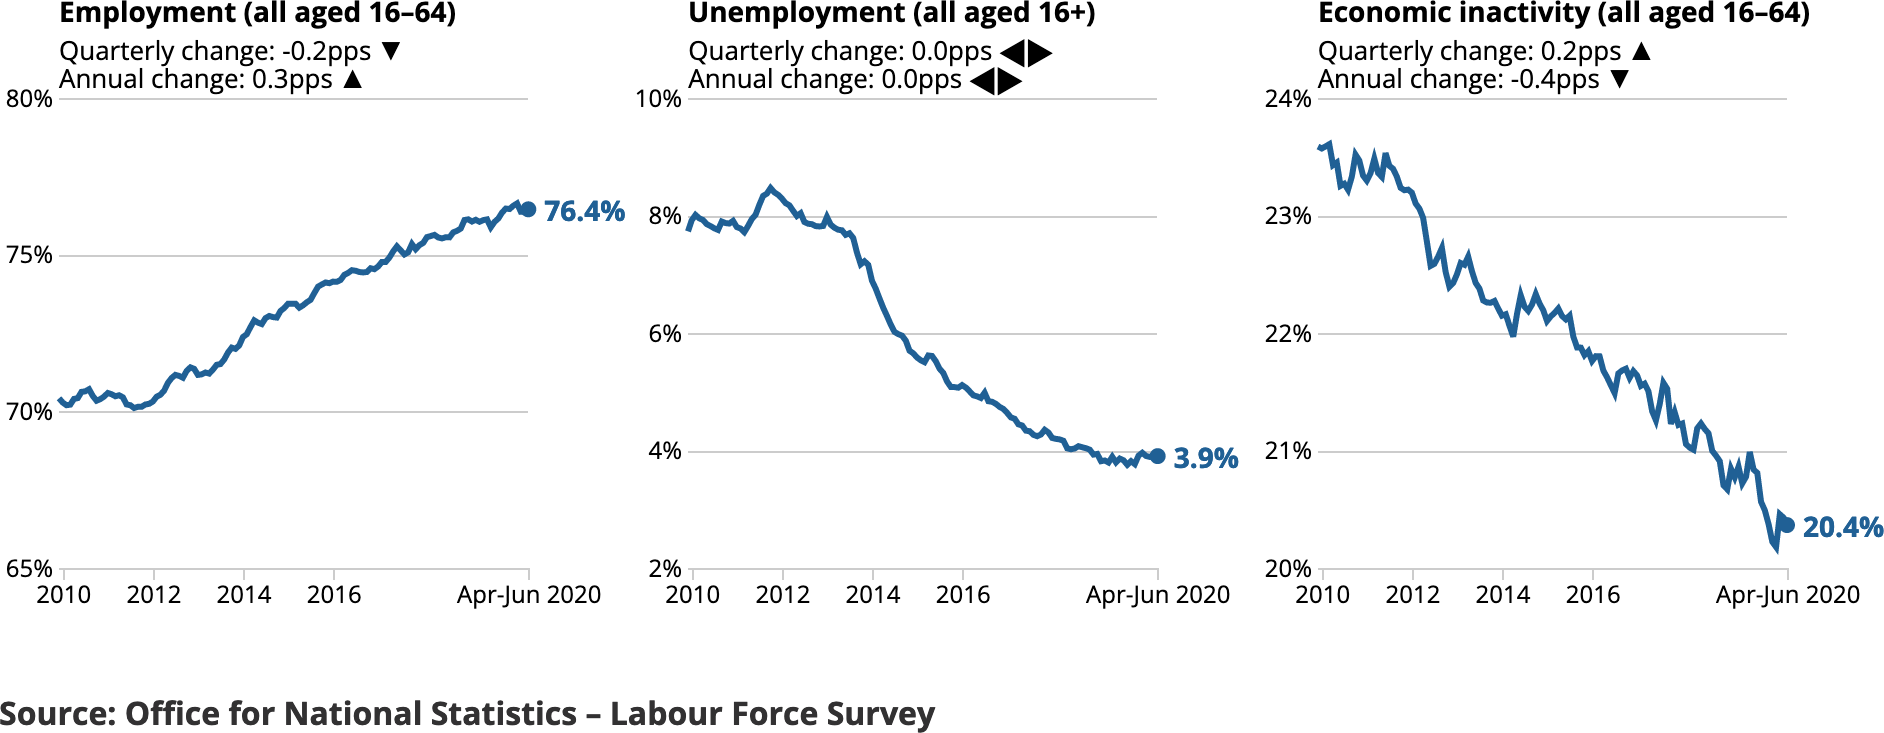 Employment (all aged 16–64)
Quarterly change: -0.2pps ▼
Annual change: 0.3pps ▲
80%
75%
70%
65%
76.4%
2010 2012 2014 2016 Apr-Jun 2020
Unemployment (all aged 16+)
Quarterly change: 0.0pps ◀▶
Annual change: 0.0pps ◀▶
10%
8%
6%
4%
2%
3.9%
2010 2012 2014 2016 Apr-Jun 2020
Economic inactivity (all aged 16–64)
Quarterly change: 0.2pps ▲
Annual change: -0.4pps ▼
24%
23%
22%
21%
20%
20.4%
2010 2012 2014 2016 Apr-Jun 2020
Source: Office for National Statistics – Labour Force Survey